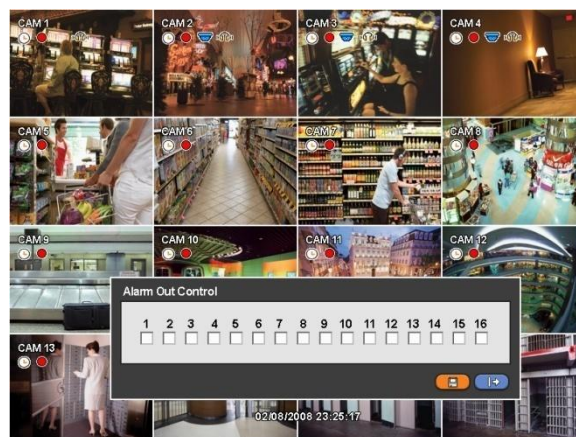 CAM 1
CAM 2
CAM 3
CAM 4
CAM 5
CAM 6
CAM 7
CAM 8
CAM 9
CAM 10
CAM 11
CAM 12
Alarm Out Control
1 2 3 4 5 6 7 8 9 10 11 12 13 14 15 16
CAM 13
02/08/2008 23:25:17